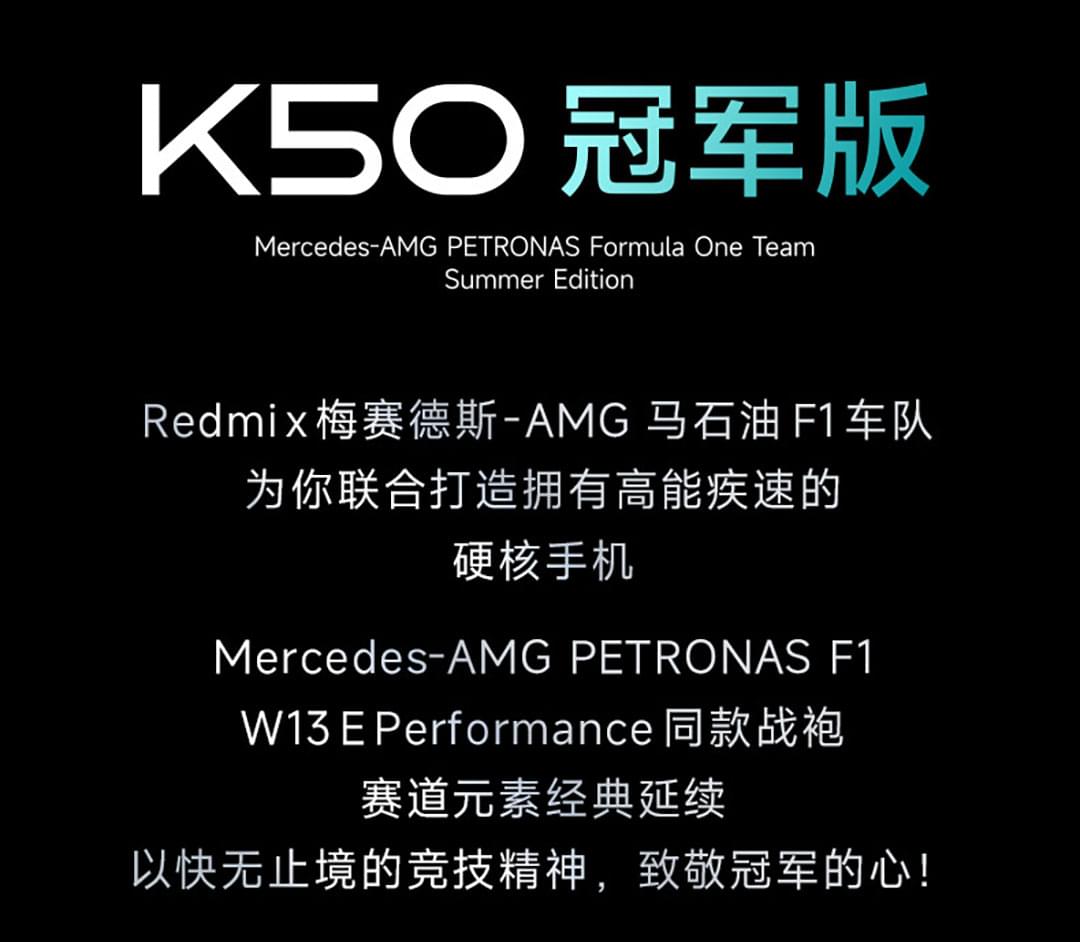 K50 冠军版
Mercedes-AMG PETRONAS Formula One Team
Summer Edition
Redmi x 梅赛德斯-AMG 马石油 F1 车队
为你联合打造拥有高能疾速的
硬核手机
Mercedes-AMG PETRONAS F1
W13 E Performance 同款战袍
赛道元素经典延续
以快无止境的竞技精神，致敬冠军的心！